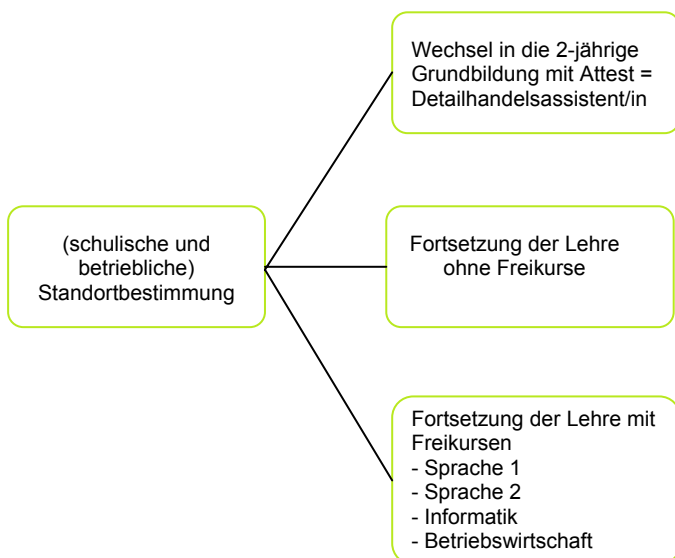 Wechsel in die 2-jährige
Grundbildung mit Attest =
Detailhandelsassistent/in
(schulische und
betriebliche)
Standortbestimmung
Fortsetzung der Lehre
ohne Freikurse
Fortsetzung der Lehre mit
Freikursen
- Sprache 1
- Sprache 2
- Informatik
- Betriebswirtschaft